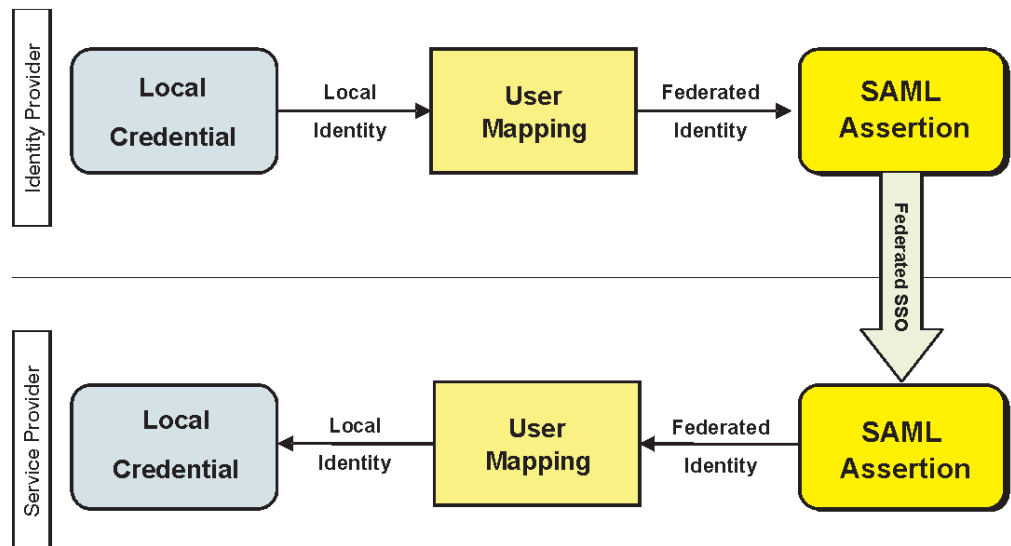 Identity Provider
Local
Credential
Local
Identity
User
Mapping
Federated
Identity
SAML
Assertion
Federated SSO
Service Provider
Local
Credential
Local
Identity
User
Mapping
Federated
Identity
SAML
Assertion